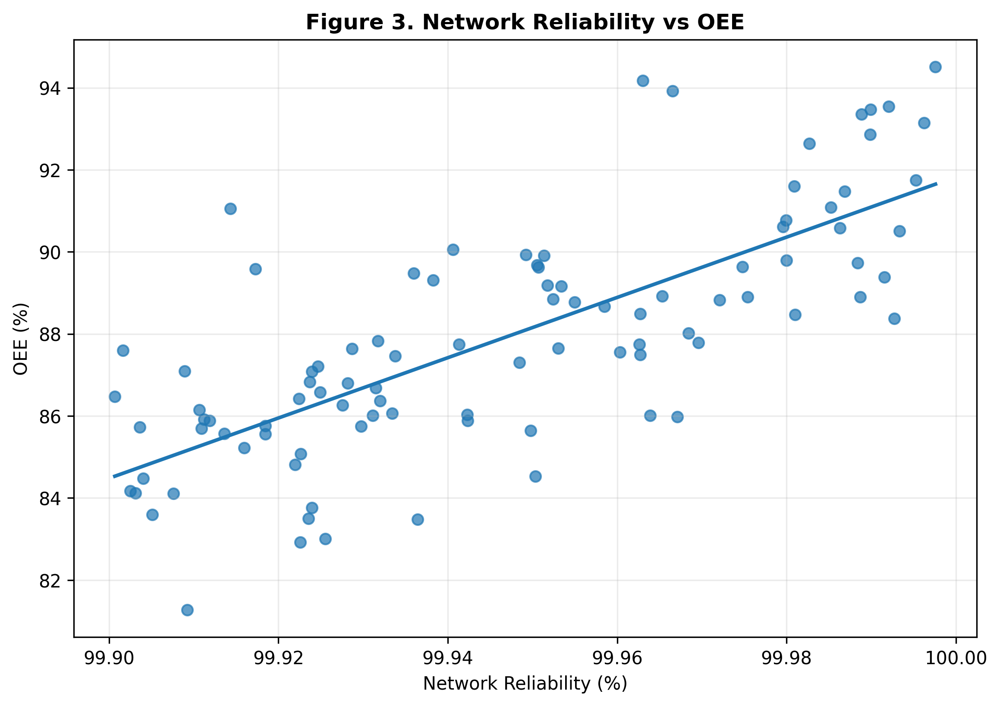 Figure 3. Network Reliability vs OEE
OEE (%)
94
92
90
88
86
84
82
99.90 99.92 99.94 99.96 99.98 100.00
Network Reliability (%)